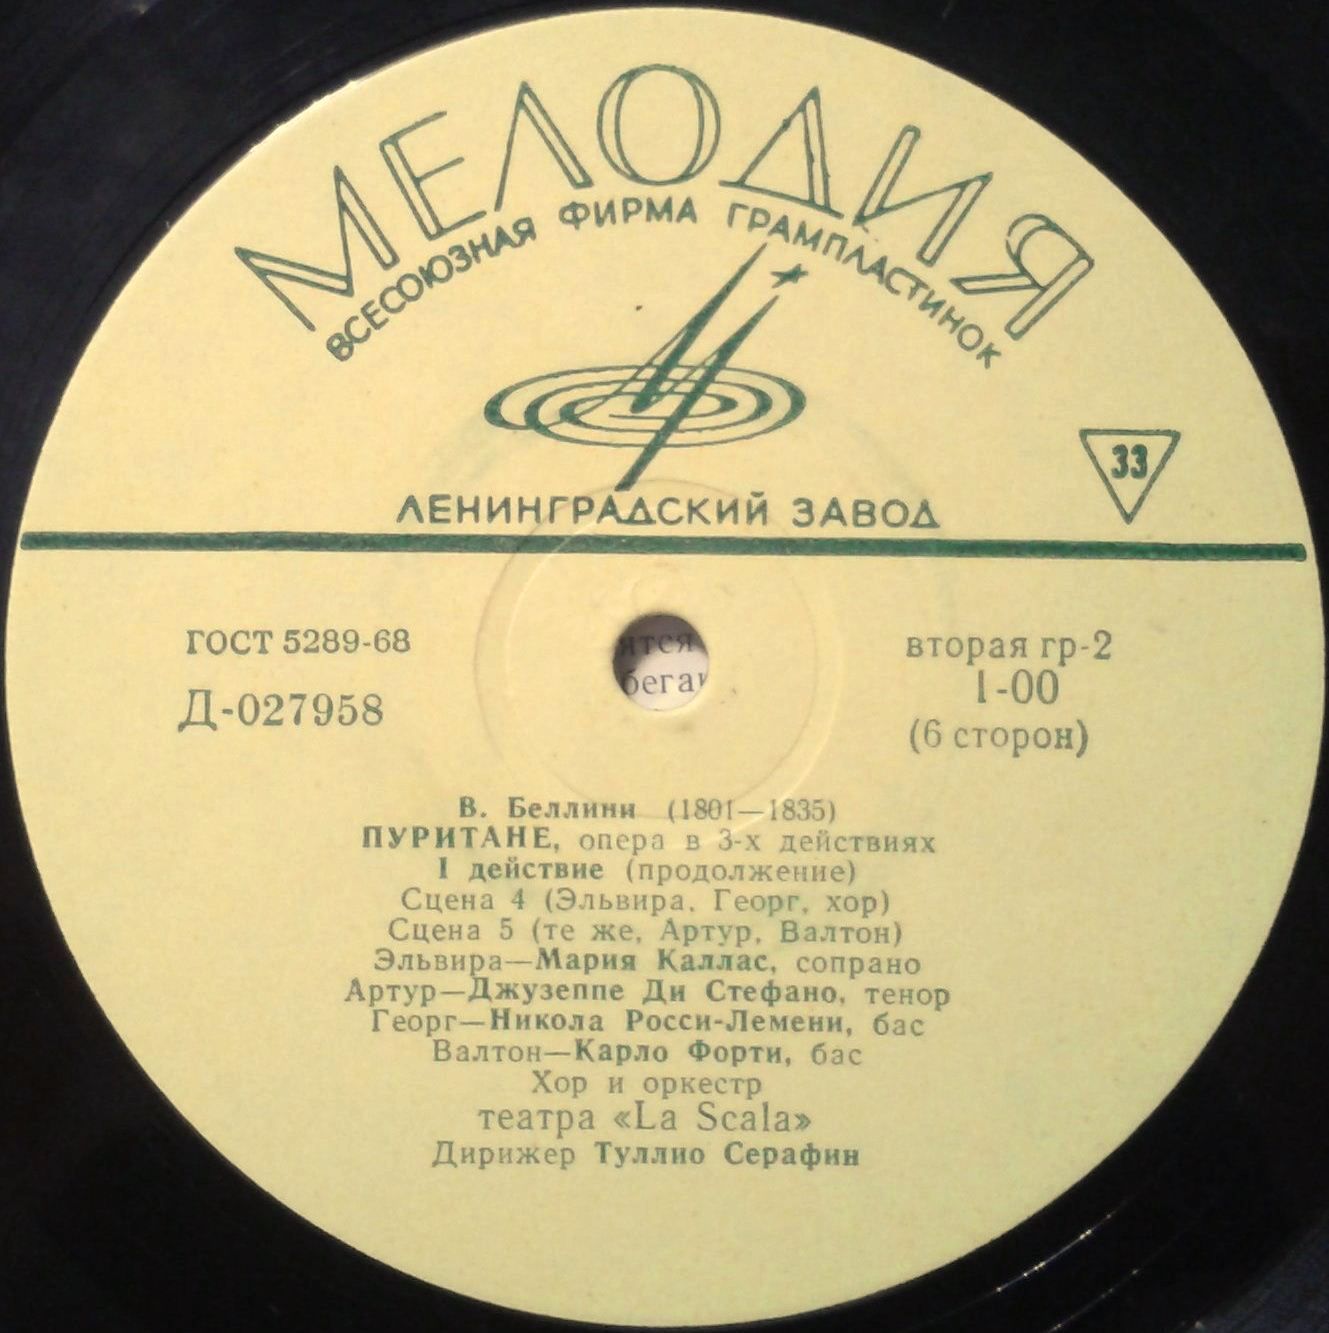 МЕЛОДИЯ
ВСЕСОЮЗНАЯ ФИРМА ГРАМПЛАСТИНОК
33
ЛЕНИНГРАДСКИЙ ЗАВОД
ГОСТ 5289-68
Д-027958
вторая гр-2
1-00
(6 сторон)
В. Беллини (1801—1835)
ПУРИТАНЕ, опера в 3-х действиях
I действие (продолжение)
Сцена 4 (Эльвира, Георг, хор)
Сцена 5 (те же, Артур, Валтон)
Эльвира—Мария Каллас, сопрано
Артур—Джузеппе Ди Стефано, тенор
Георг—Никола Росси-Лемени, бас
Валтон—Карло Форти, бас
Хор и оркестр
театра «La Scala»
Дирижер Туллио Серафин